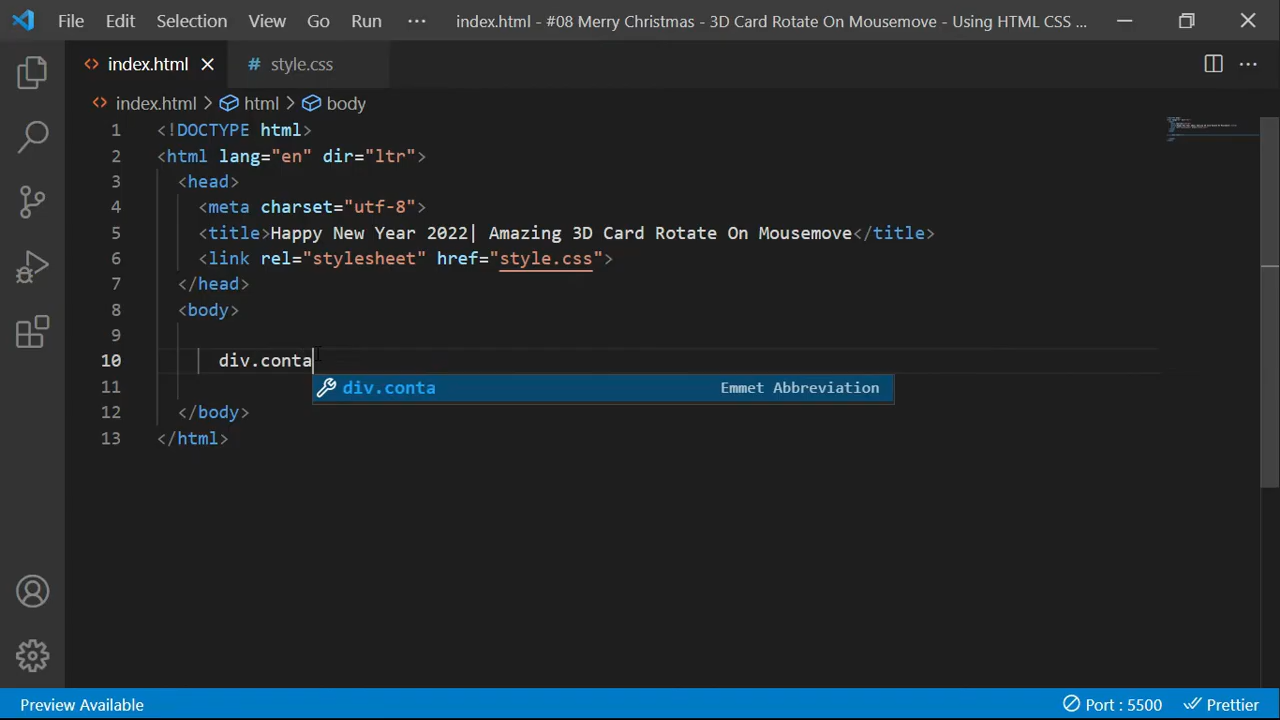 File Edit Selection View Go Run ··· index.html - #08 Merry Christmas - 3D Card Rotate On Mousemove - Using HTML CSS ...
index.html # style.css
index.html > html > body
1 <!DOCTYPE html>
2 <html lang="en" dir="ltr">
3 <head>
4 <meta charset="utf-8">
5 <title>Happy New Year 2022| Amazing 3D Card Rotate On Mousemove</title>
6 <link rel="stylesheet" href="style.css">
7 </head>
8 <body>
9
10 div.conta
11 div.conta Emmet Abbreviation
12 </body>
13 </html>
Preview Available Port : 5500 Prettier